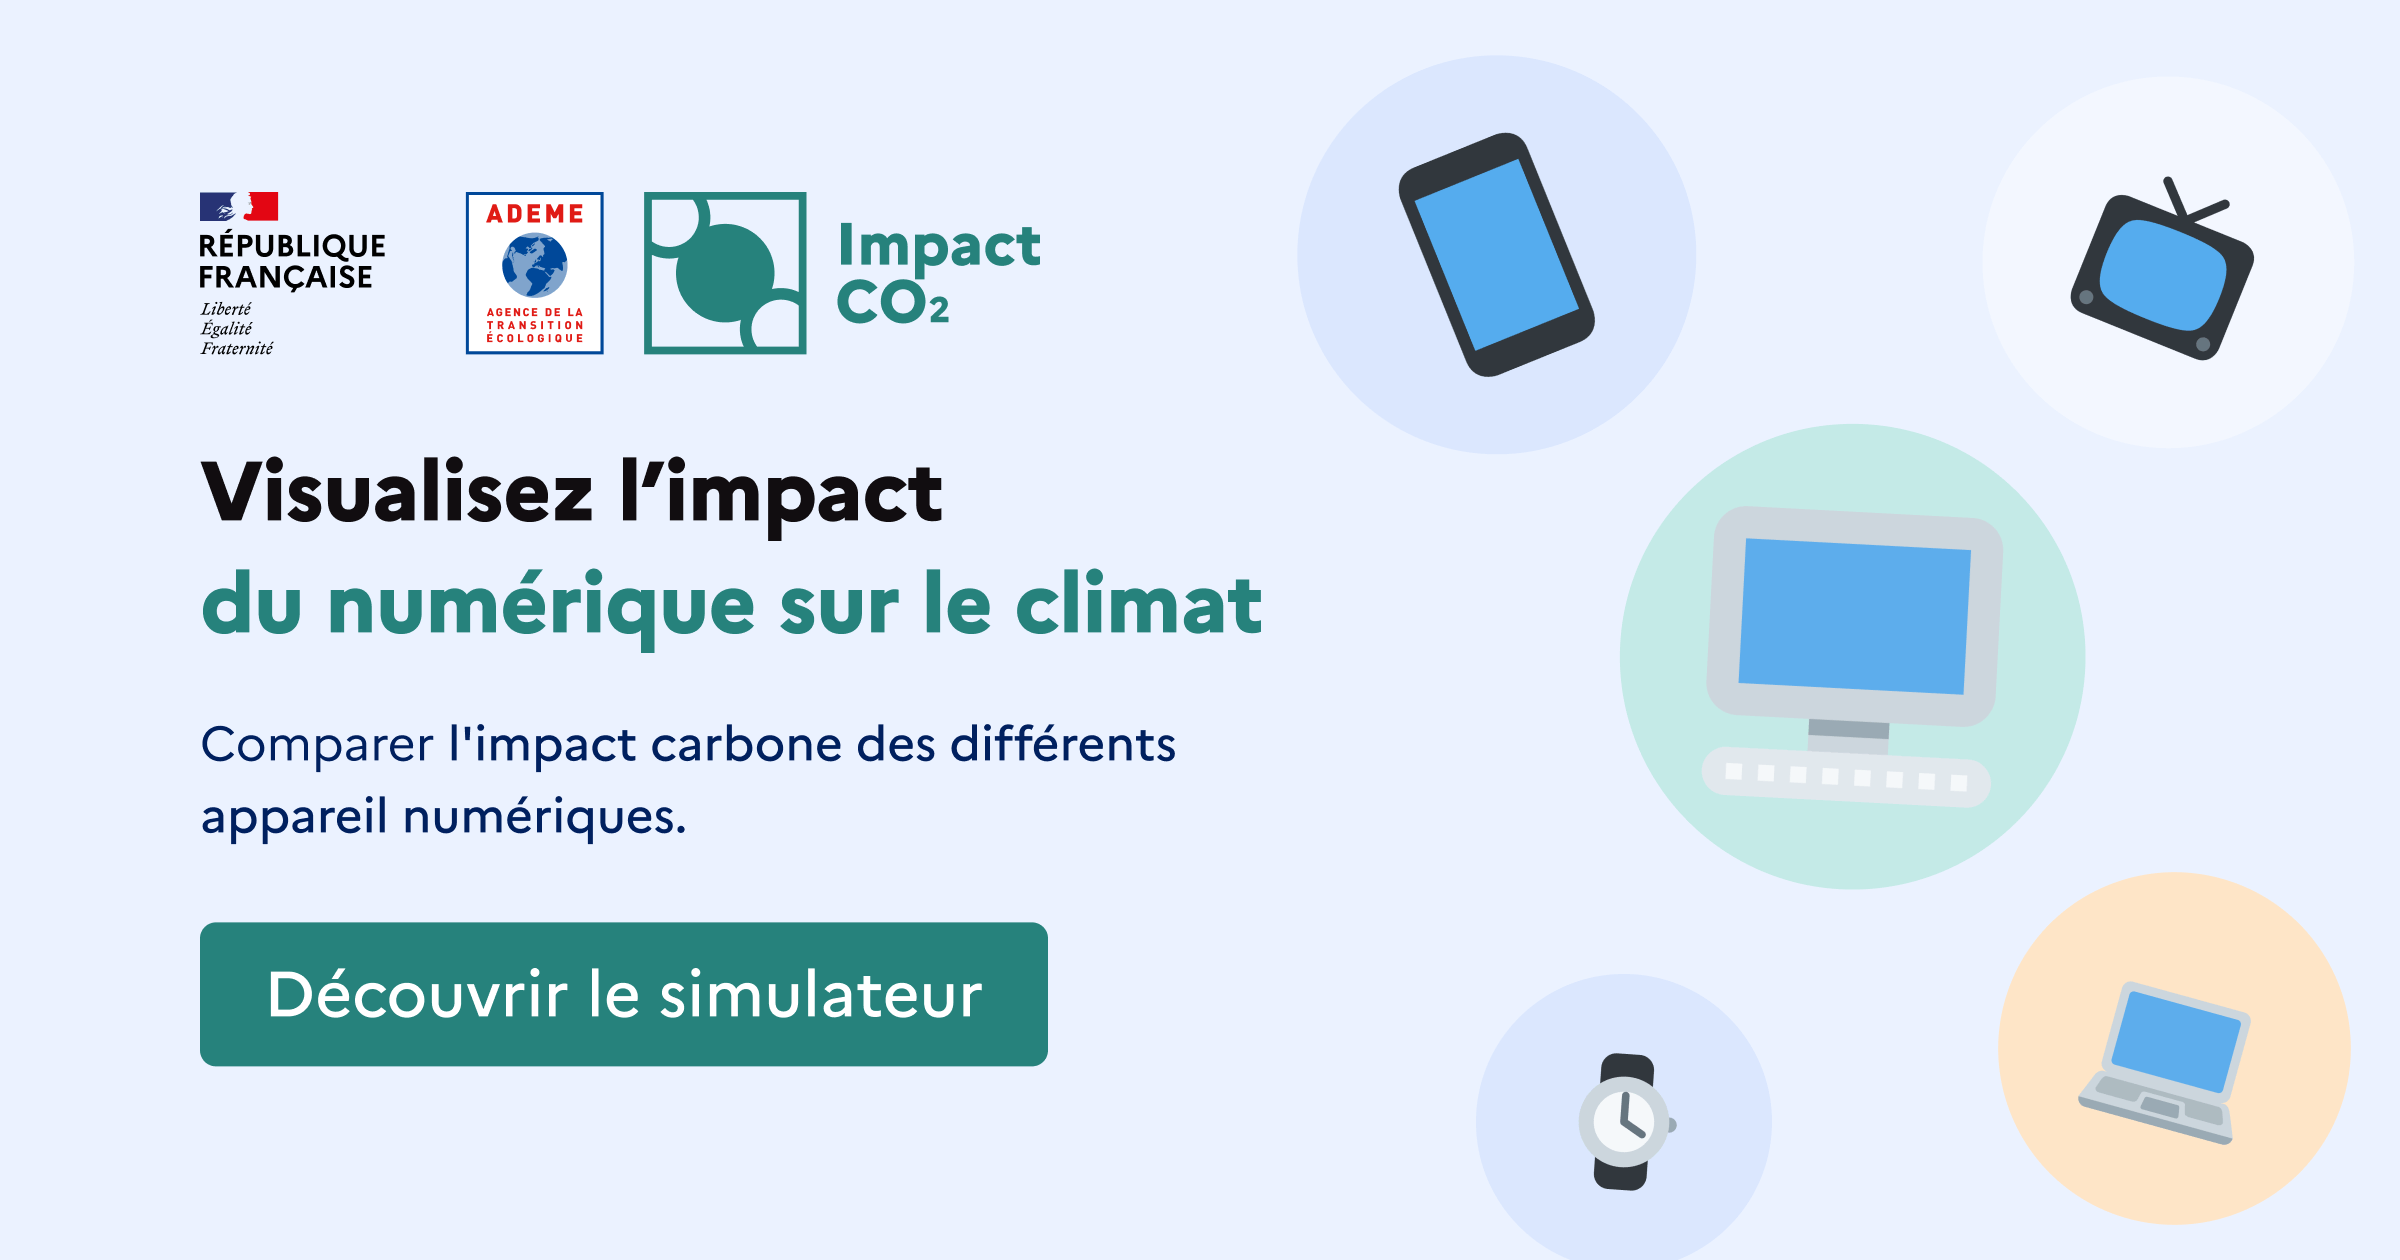 RÉPUBLIQUE
FRANÇAISE
Liberté
Égalité
Fraternité
ADEME
AGENCE DE LA
TRANSITION
ÉCOLOGIQUE
Impact
CO₂
Visualisez l’impact
du numérique sur le climat
Comparer l'impact carbone des différents
appareil numériques.
Découvrir le simulateur